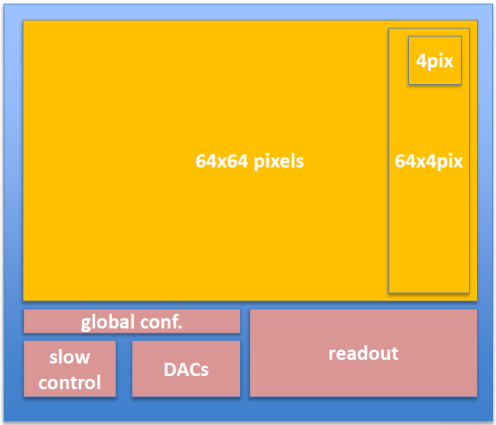 4pix
64x64 pixels
64x4pix
global conf.
slow
control
DACs
readout